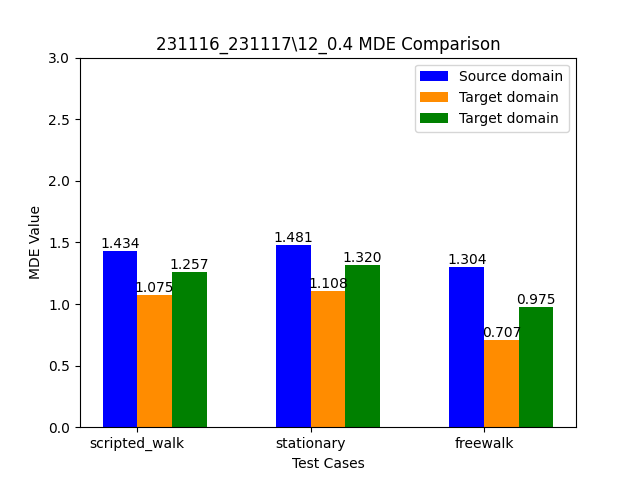 231116_231117\12_0.4 MDE Comparison
3.0
2.5
2.0
1.5
1.0
0.5
0.0
MDE Value
Source domain
Target domain
Target domain
1.434
1.075
1.257
1.481
1.108
1.320
1.304
0.707
0.975
scripted_walk
stationary
freewalk
Test Cases